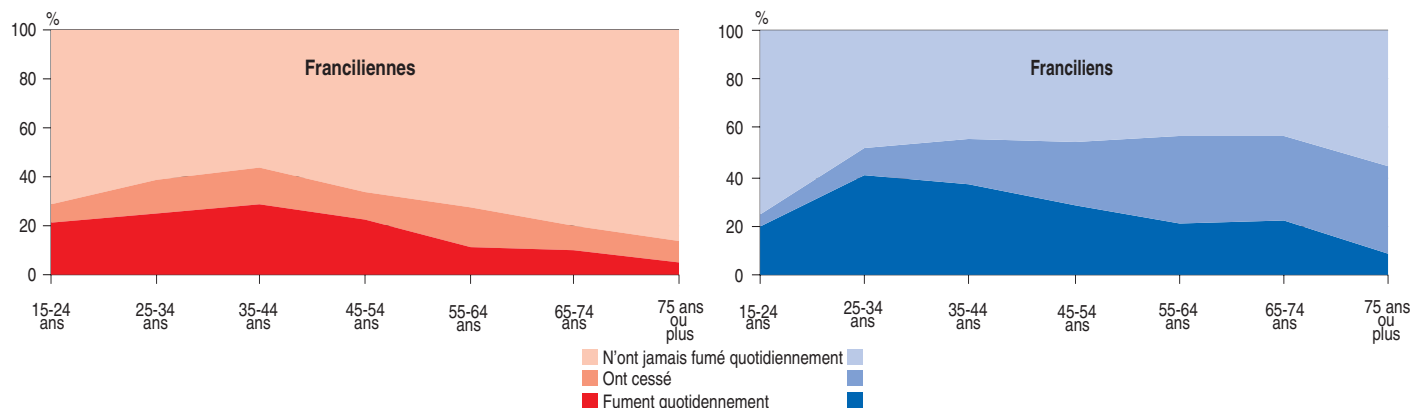 %
100
80
60
40
20
0
Franciliennes
15-24
ans
25-34
ans
35-44
ans
45-54
ans
55-64
ans
65-74
ans
75 ans
ou
plus
%
100
80
60
40
20
0
Franciliens
15-24
ans
25-34
ans
35-44
ans
45-54
ans
55-64
ans
65-74
ans
75 ans
ou
plus
N'ont jamais fumé quotidiennement
Ont cessé
Fument quotidennement